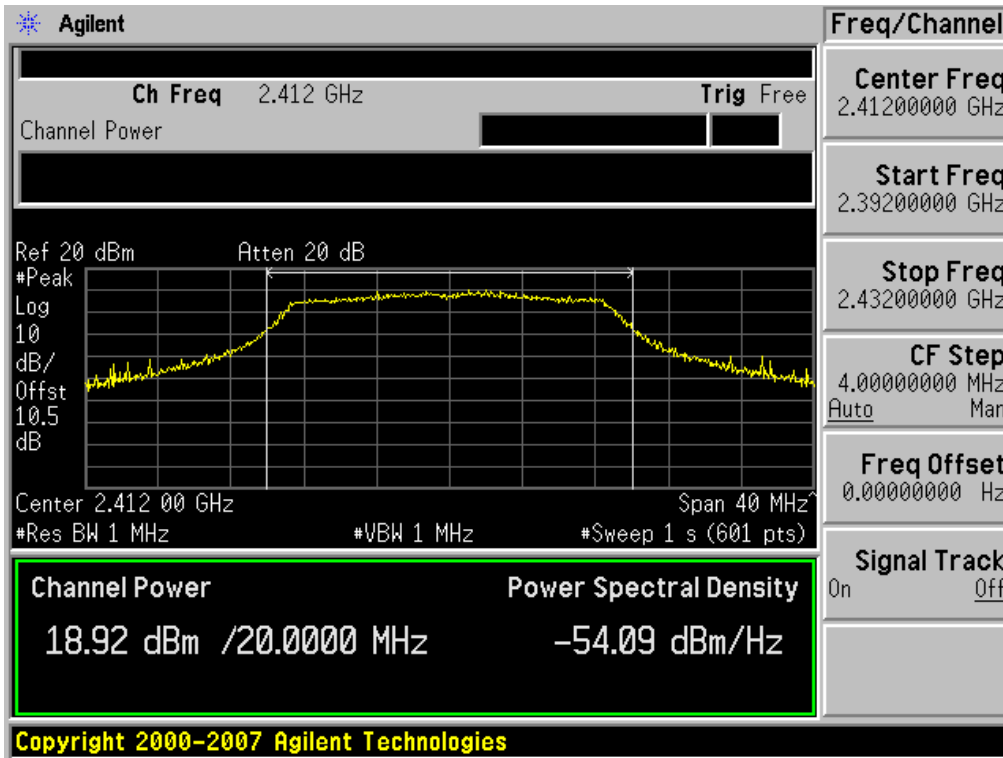 Agilent
Freq/Channel
Ch Freq 2.412 GHz Trig Free
Channel Power
Center Freq
2.41200000 GHz
Start Freq
2.39200000 GHz
Stop Freq
2.43200000 GHz
CF Step
4.00000000 MHz
Auto Man
Freq Offset
0.00000000 Hz
Signal Track
On Off
Ref 20 dBm Atten 20 dB
#Peak
Log
10
dB/
Offst
10.5
dB
Center 2.412 00 GHz Span 40 MHz^
#Res BW 1 MHz #VBW 1 MHz #Sweep 1 s (601 pts)
Channel Power Power Spectral Density
18.92 dBm /20.0000 MHz -54.09 dBm/Hz
Copyright 2000-2007 Agilent Technologies